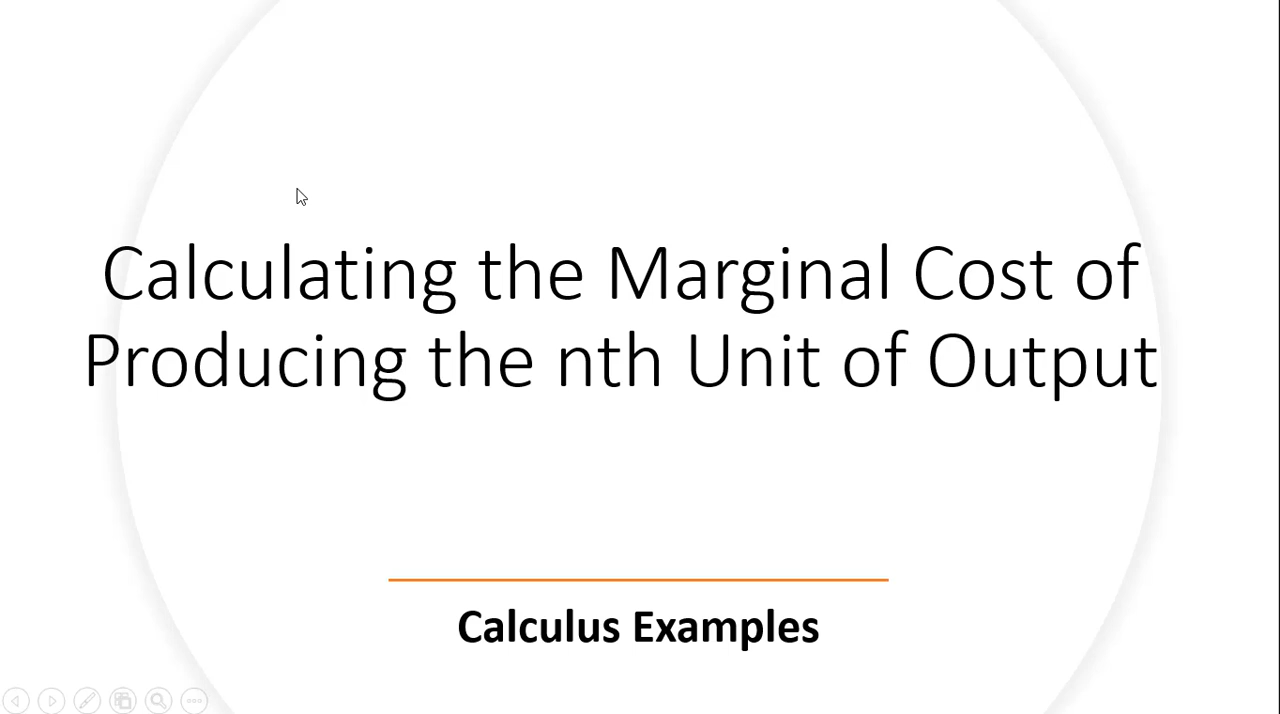 Calculating the Marginal Cost of
Producing the nth Unit of Output
Calculus Examples